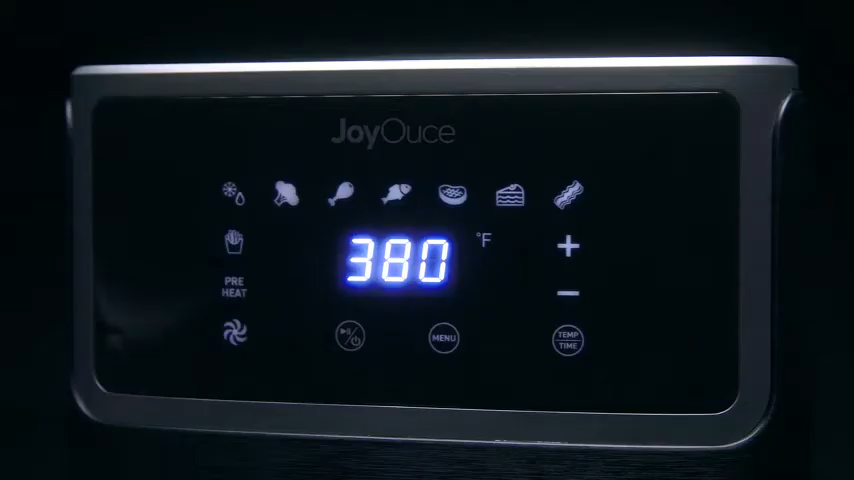 JoyOuce
380 °F
+
PRE
HEAT
−
MENU
TEMP
TIME